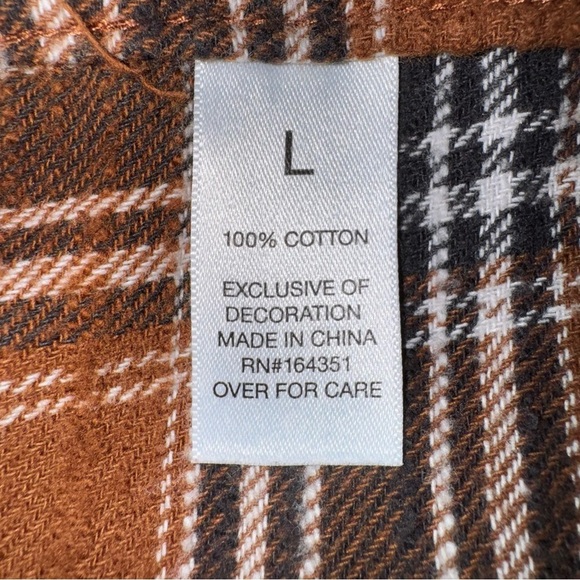 L
100% COTTON
EXCLUSIVE OF
DECORATION
MADE IN CHINA
RN#164351
OVER FOR CARE